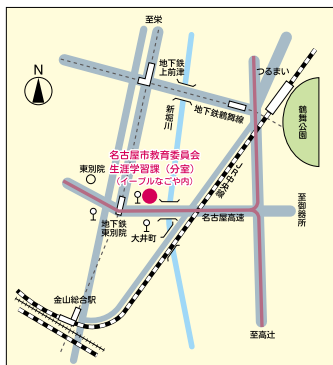 至栄
N
地下鉄
上前津
つるまい
地下鉄鶴舞線
新堀川
鶴舞公園
名古屋市教育委員会
生涯学習課（分室）
（イーブルなごや内）
JR中央線
東別院
地下鉄
東別院
大井町
名古屋高速
至御器所
金山総合駅
至高辻